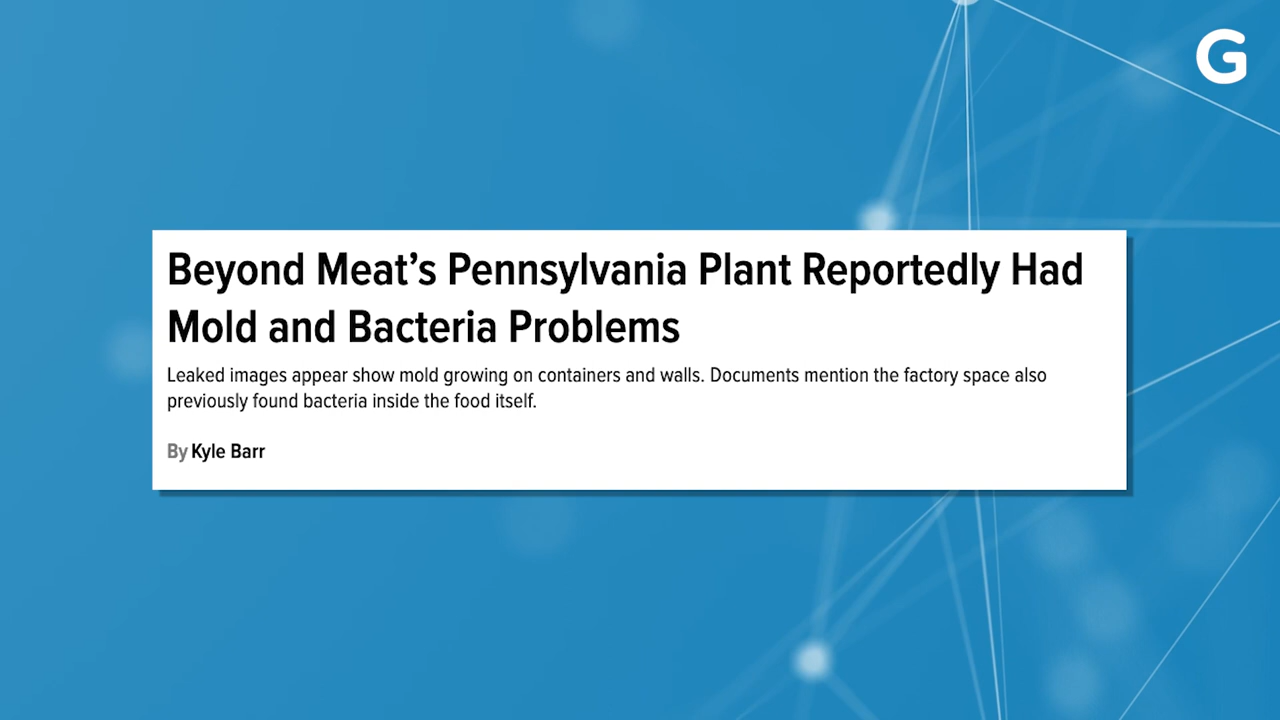 G
Beyond Meat’s Pennsylvania Plant Reportedly Had
Mold and Bacteria Problems
Leaked images appear show mold growing on containers and walls. Documents mention the factory space also
previously found bacteria inside the food itself.
By Kyle Barr